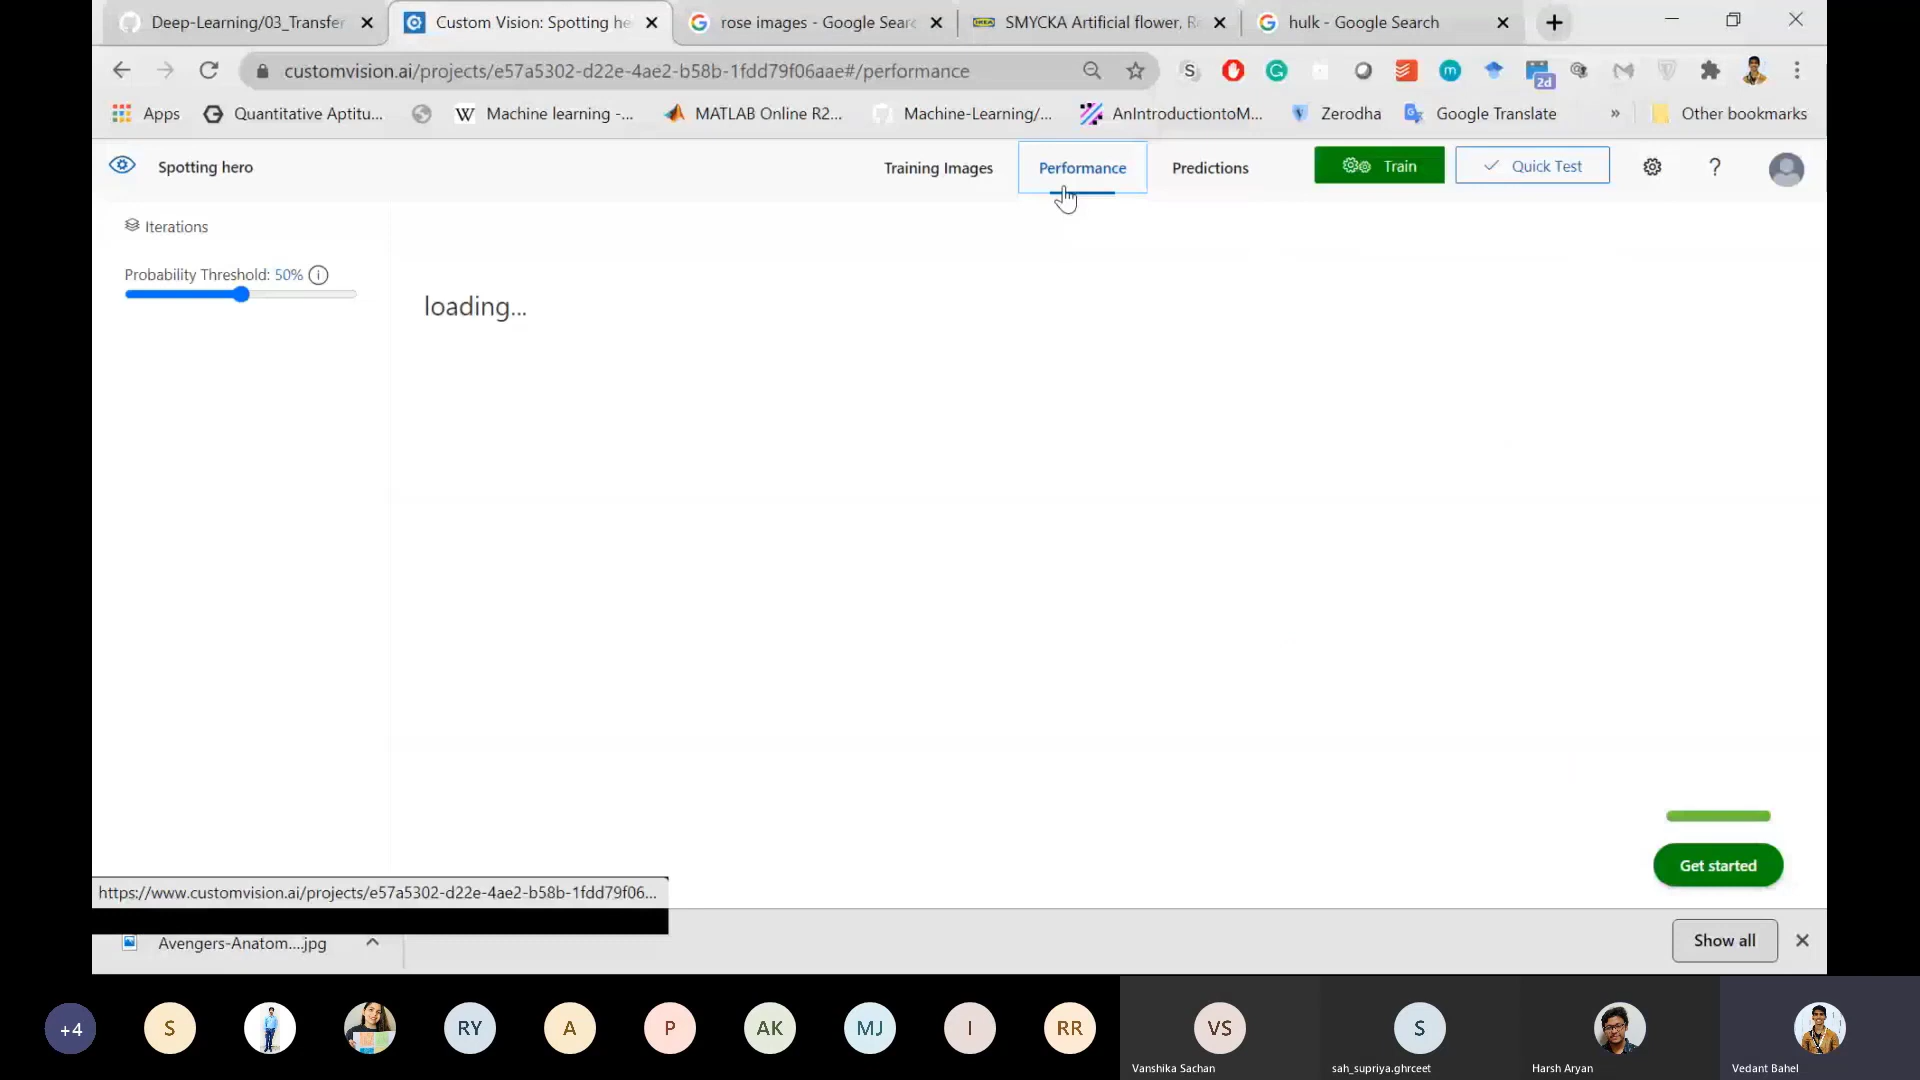 Deep-Learning/03_Transfer
Custom Vision: Spotting he
rose images - Google Searc
SMYCKA Artificial flower, R
hulk - Google Search
customvision.ai/projects/e57a5302-d22e-4ae2-b58b-1fdd79f06aae#/performance
2d
Apps
Quantitative Aptitu...
Machine learning -...
MATLAB Online R2...
Machine-Learning/...
AnIntroductiontoM...
Zerodha
Google Translate
»
Other bookmarks
Spotting hero
Training Images
Performance
Predictions
Train
Quick Test
?
Iterations
Probability Threshold: 50%
loading...
Get started
https://www.customvision.ai/projects/e57a5302-d22e-4ae2-b58b-1fdd79f06...
Avengers-Anatom....jpg
Show all
+4
S
RY
A
P
AK
MJ
I
RR
VS
S
Vanshika Sachan
sah_supriya.ghrceet
Harsh Aryan
Vedant Bahel